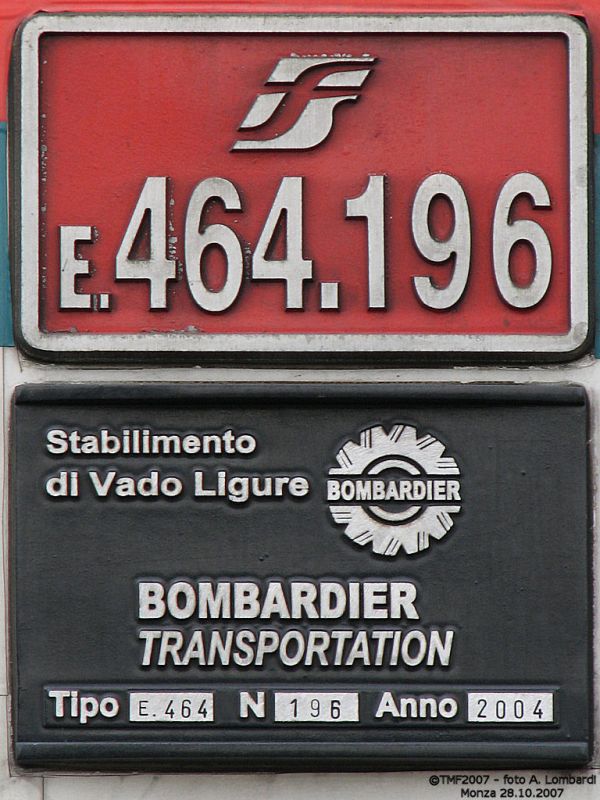 E.464.196
Stabilimento
di Vado Ligure
BOMBARDIER
BOMBARDIER
TRANSPORTATION
Tipo E.464 N 196 Anno 2004
©TMF2007 - foto A. Lombardi
Monza 28.10.2007